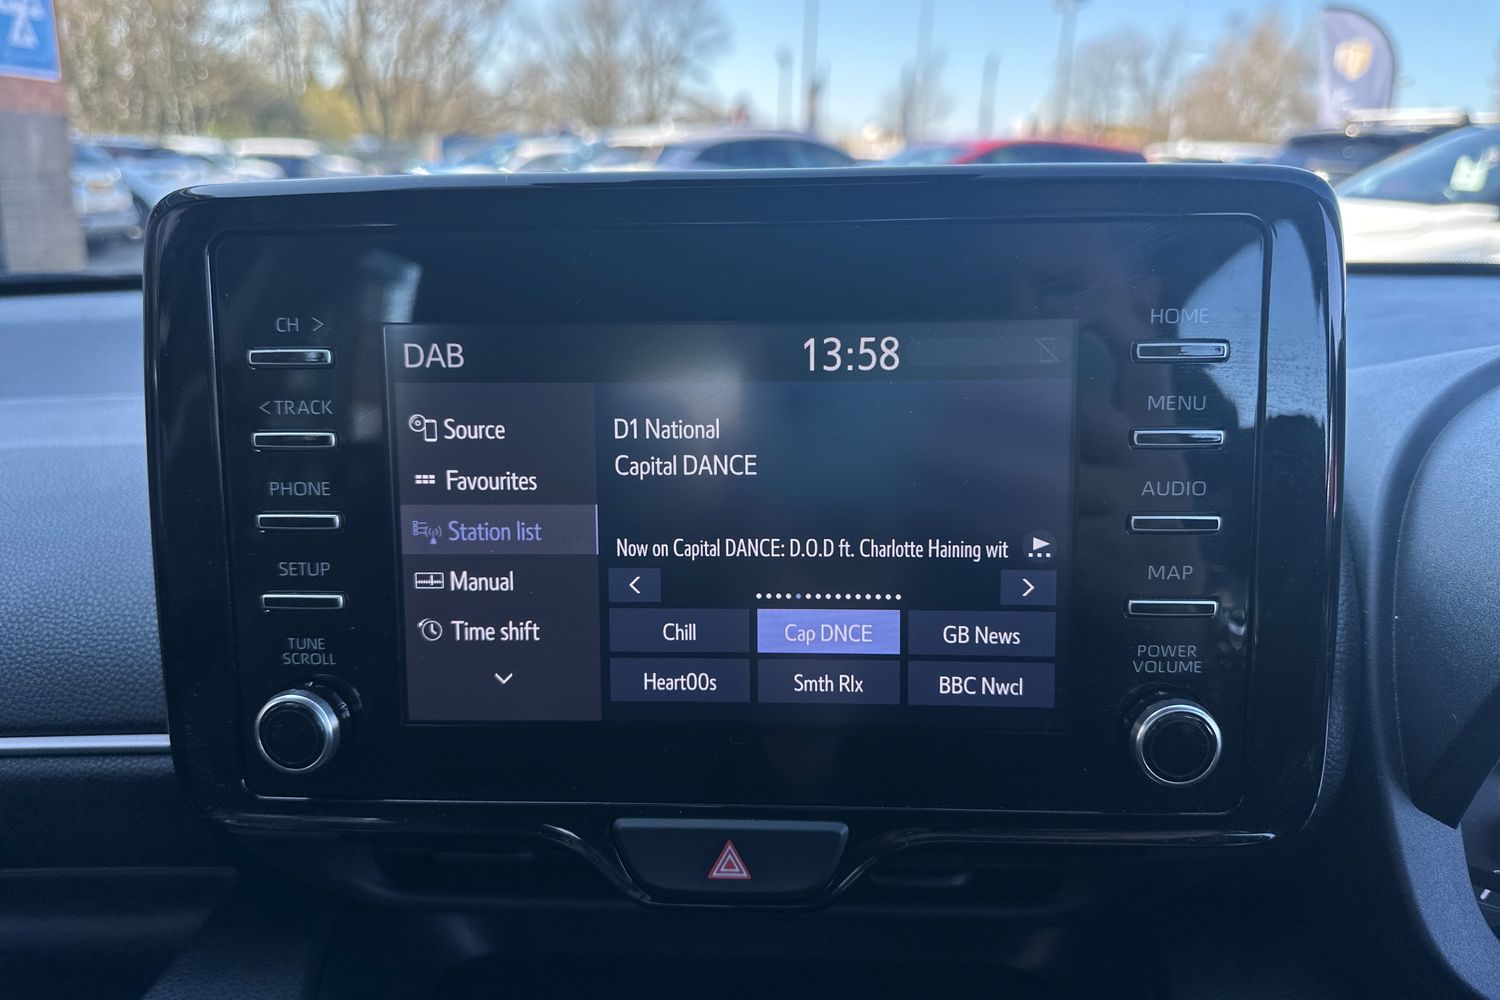 CH >
< TRACK
PHONE
SETUP
TUNE
SCROLL
DAB
13:58
Source
Favourites
Station list
Manual
Time shift
D1 National
Capital DANCE
Now on Capital DANCE: D.O.D ft. Charlotte Haining wit
<
>
Chill
Cap DNCE
GB News
Heart00s
Smth Rlx
BBC Nwcl
HOME
MENU
AUDIO
MAP
POWER
VOLUME